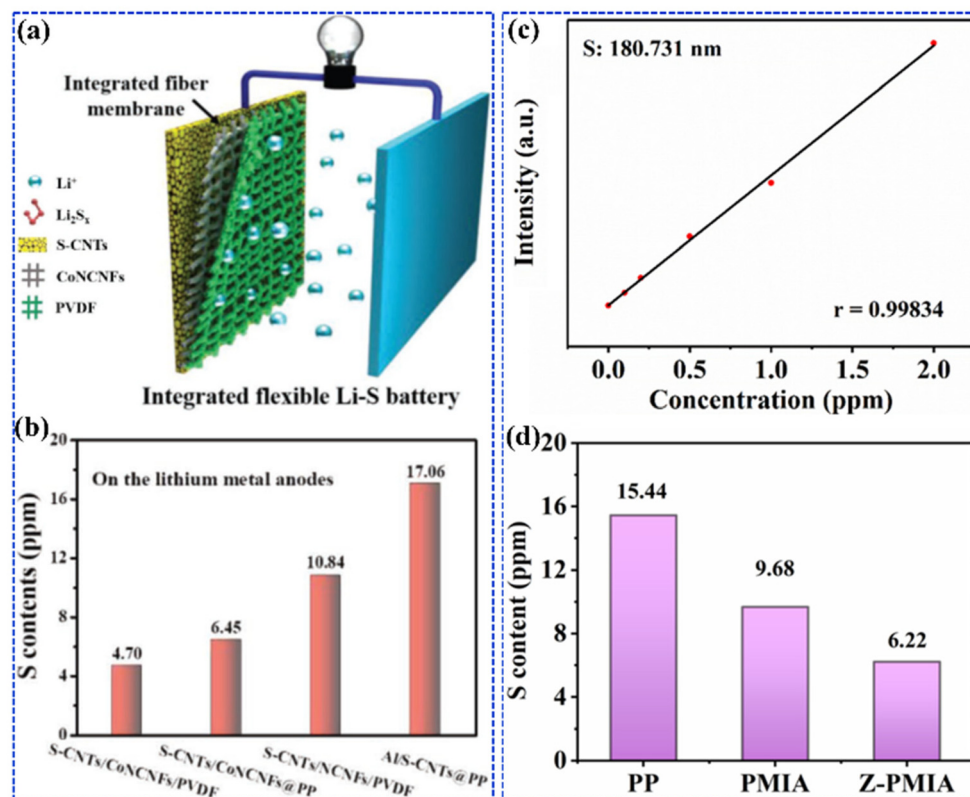 (a)
Integrated fiber
membrane
Li⁺
Li₂Sₓ
S-CNTs
CoNCNFs
PVDF
Integrated flexible Li-S battery
(b)
S contents (ppm)
20
16
12
8
4
0
On the lithium metal anodes
4.70
6.45
10.84
17.06
S-CNTs/CoNCNFs/PVDF
S-CNTs/CoNCNFs@PP
S-CNTs/NCNFs/PVDF
Al/S-CNTs@PP
(c)
S: 180.731 nm
Intensity (a.u.)
r = 0.99834
0.0 0.5 1.0 1.5 2.0
Concentration (ppm)
(d)
S content (ppm)
20
16
12
8
4
0
15.44
9.68
6.22
PP PMIA Z-PMIA